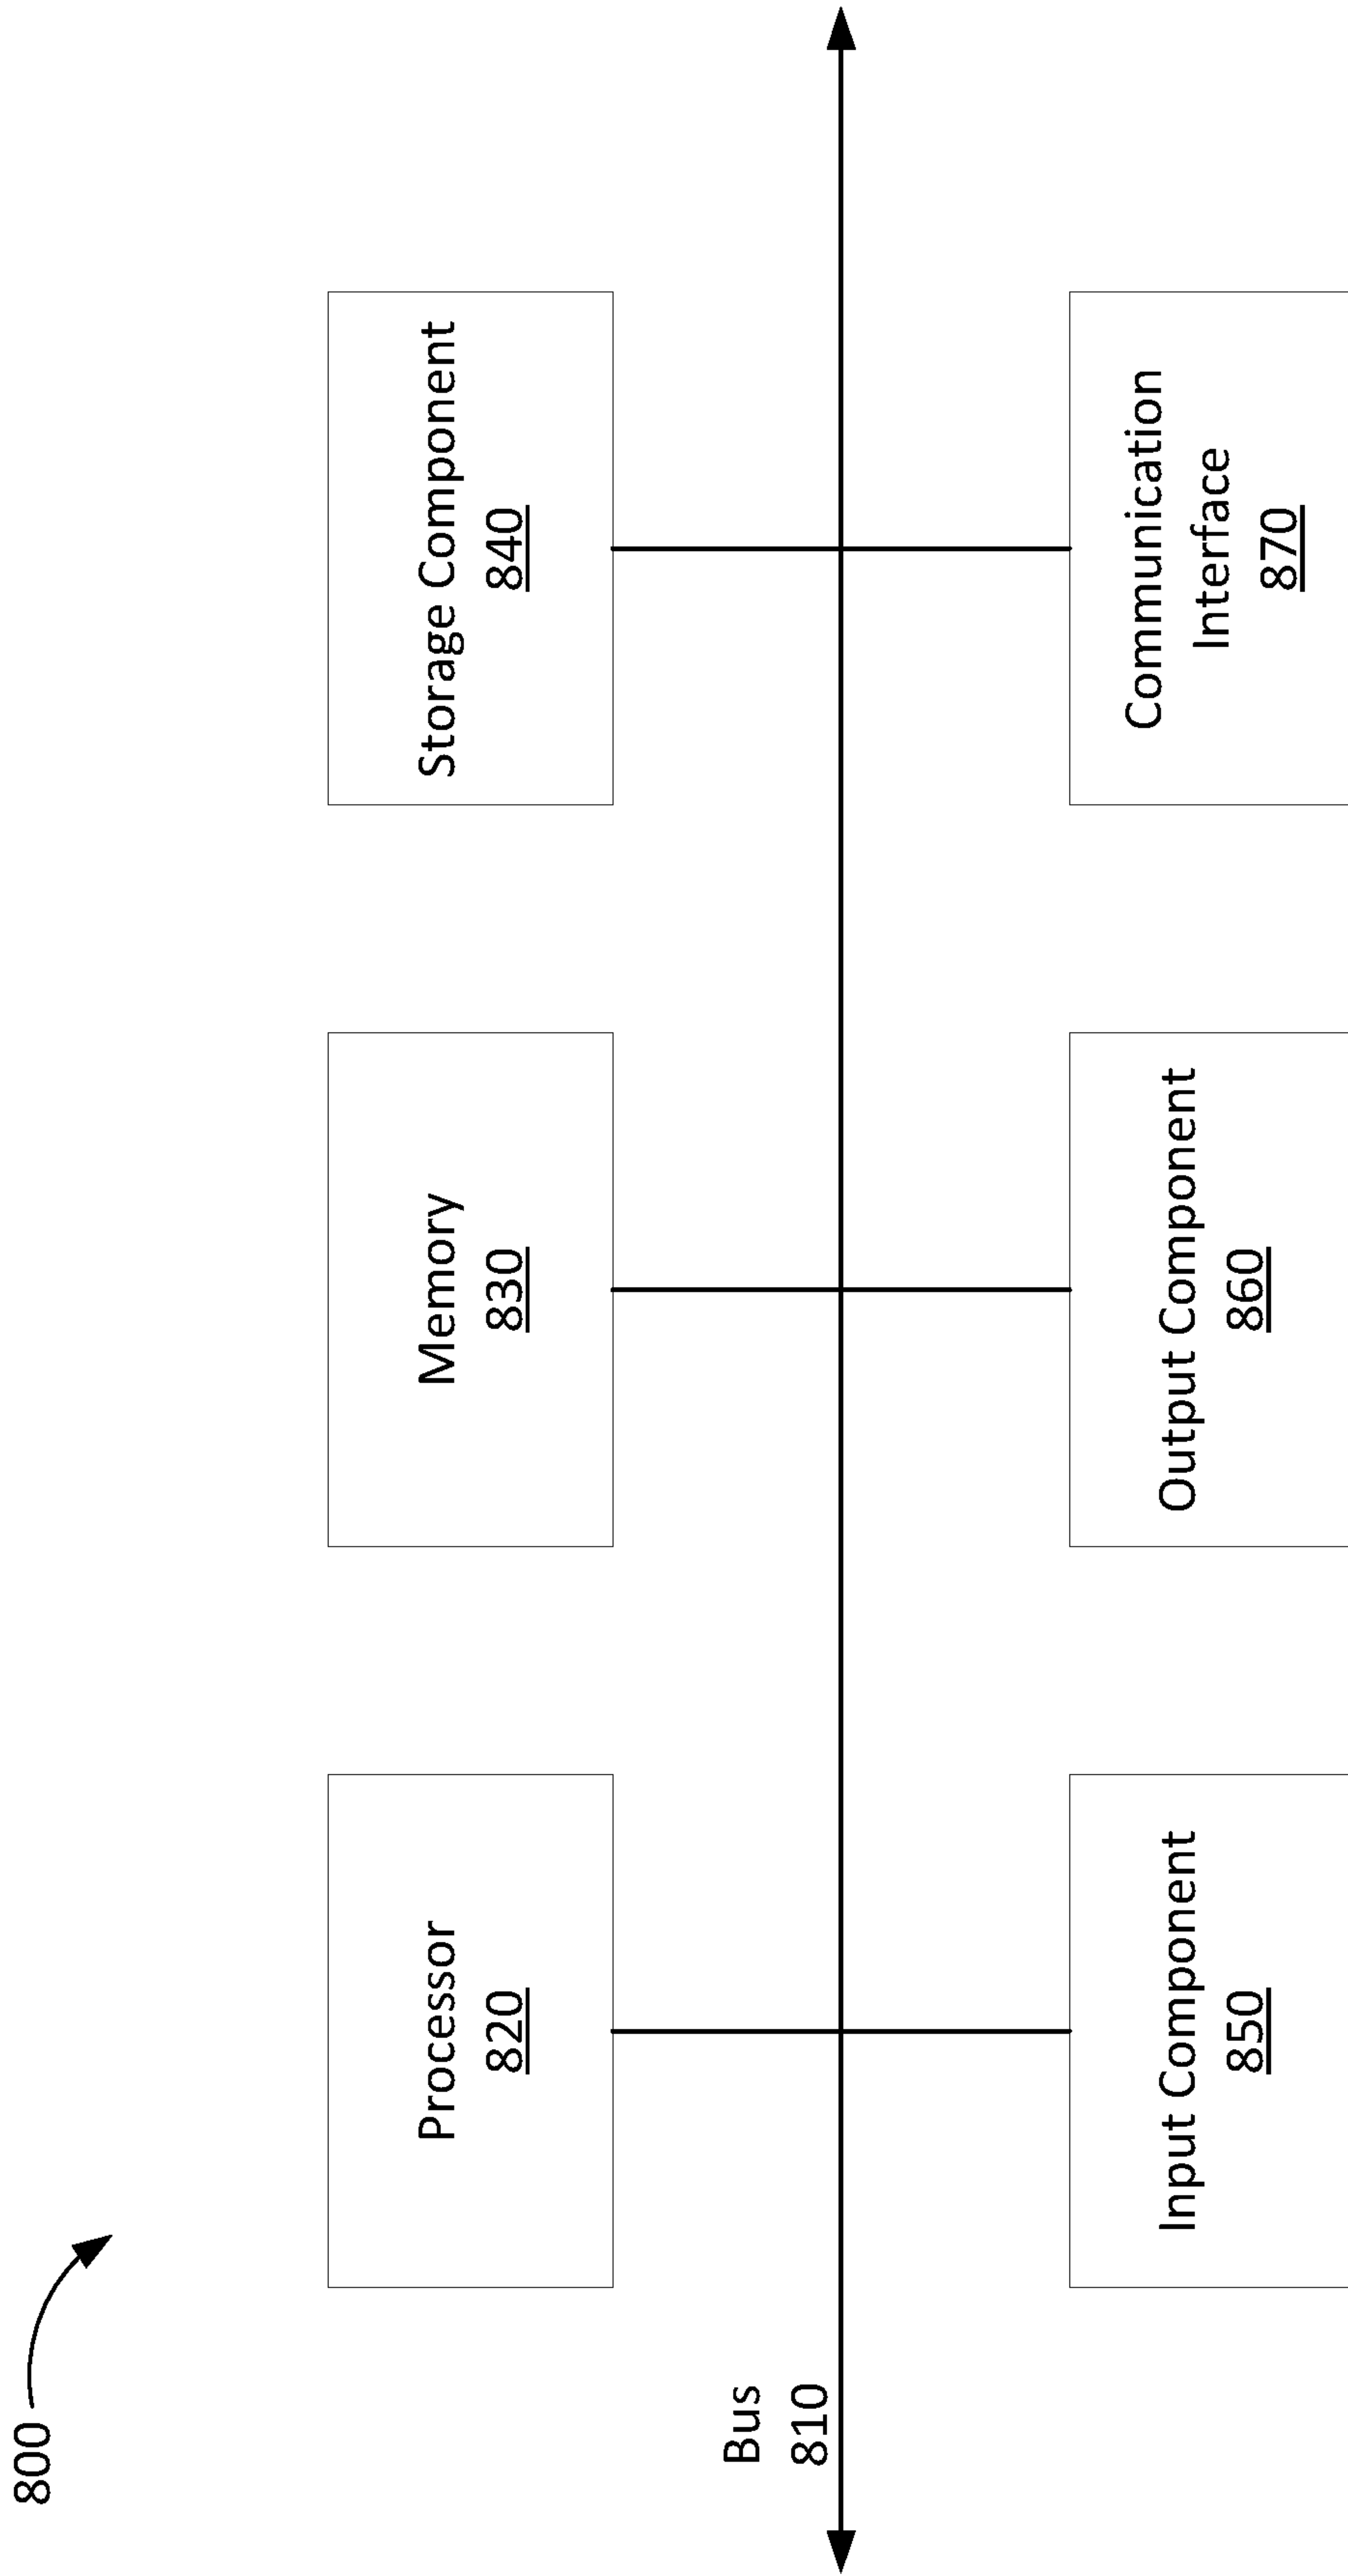 800
Processor
820
Memory
830
Storage Component
840
Bus
810
Input Component
850
Output Component
860
Communication
Interface
870